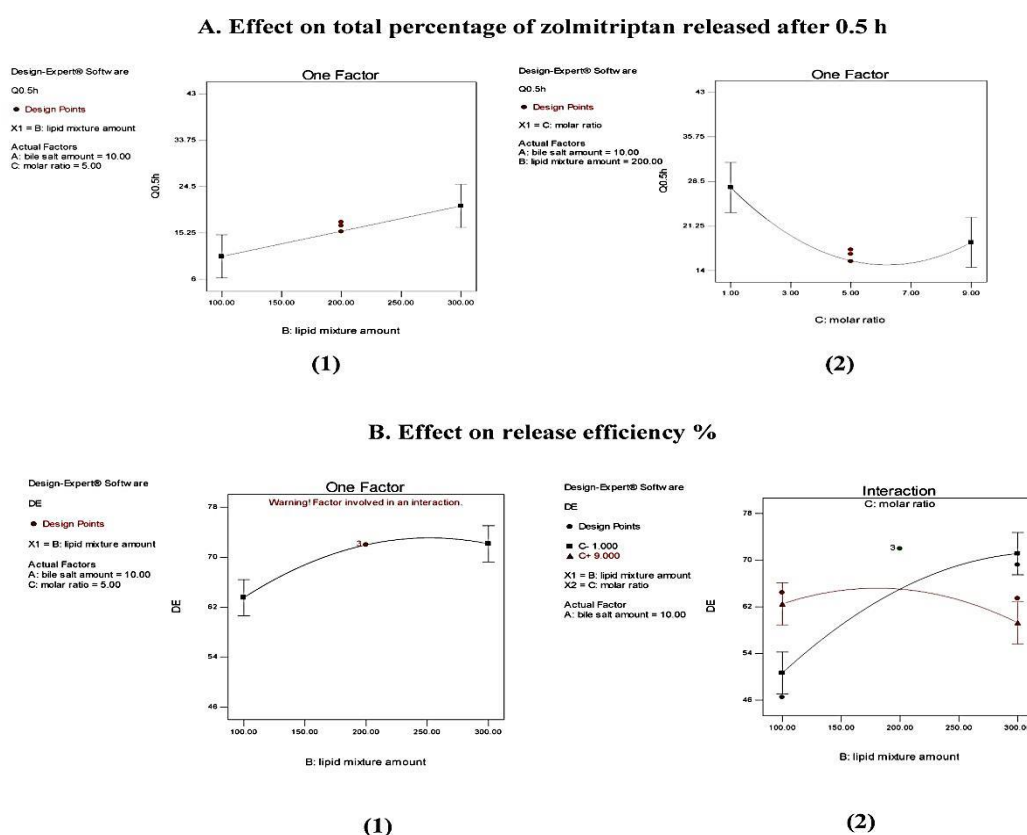 A. Effect on total percentage of zolmitriptan released after 0.5 h
Design-Expert® Software
Q0.5h
Design Points
X1 = B: lipid mixture amount
Actual Factors
A: bile salt amount = 10.00
C: molar ratio = 5.00
One Factor
43
33.75
24.5
15.25
6
Q0.5h
100.00 150.00 200.00 250.00 300.00
B: lipid mixture amount
(1)
Design-Expert® Software
Q0.5h
Design Points
X1 = C: molar ratio
Actual Factors
A: bile salt amount = 10.00
B: lipid mixture amount = 200.00
One Factor
43
35.75
28.5
21.25
14
Q0.5h
1.00 3.00 5.00 7.00 9.00
C: molar ratio
(2)
B. Effect on release efficiency %
Design-Expert® Software
DE
Design Points
X1 = B: lipid mixture amount
Actual Factors
A: bile salt amount = 10.00
C: molar ratio = 5.00
One Factor
Warning! Factor involved in an interaction.
78
70
62
54
46
DE
3
100.00 150.00 200.00 250.00 300.00
B: lipid mixture amount
(1)
Design-Expert® Software
DE
Design Points
C- 1.000
C+ 9.000
X1 = B: lipid mixture amount
X2 = C: molar ratio
Actual Factor
A: bile salt amount = 10.00
Interaction
C: molar ratio
78
70
62
54
46
DE
3
100.00 150.00 200.00 250.00 300.00
B: lipid mixture amount
(2)